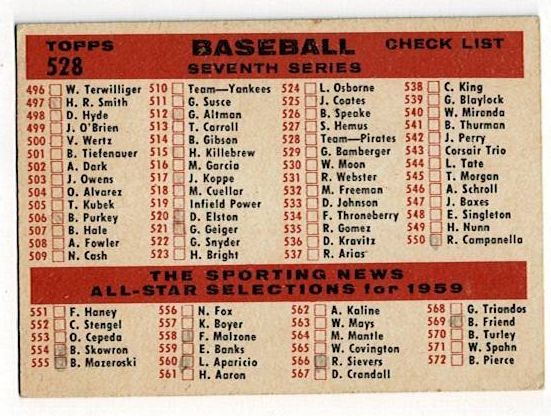 TOPPS
528
BASEBALL
SEVENTH SERIES
CHECK LIST
496 W. Terwilliger
497 H. R. Smith
498 D. Hyde
499 J. O'Brien
500 V. Wertz
501 B. Tiefenauer
502 A. Dark
503 J. Owens
504 O. Alvarez
505 T. Kubek
506 B. Purkey
507 B. Hale
508 A. Fowler
509 N. Cash
510 Team—Yankees
511 G. Susce
512 G. Altman
513 T. Carroll
514 B. Gibson
515 H. Killebrew
516 M. Garcia
517 J. Koppe
518 M. Cuellar
519 Infield Power
520 D. Elston
521 G. Geiger
522 G. Snyder
523 H. Bright
524 L. Osborne
525 J. Coates
526 B. Speake
527 S. Hemus
528 Team—Pirates
529 G. Bamberger
530 W. Moon
531 R. Webster
532 M. Freeman
533 D. Johnson
534 F. Throneberry
535 R. Gomez
536 D. Kravitz
537 R. Arias
538 C. King
539 G. Blaylock
540 W. Miranda
541 B. Thurman
542 J. Perry
543 Corsair Trio
544 L. Tate
545 T. Morgan
546 A. Schroll
547 J. Baxes
548 E. Singleton
549 H. Nunn
550 R. Campanella
THE SPORTING NEWS
ALL-STAR SELECTIONS for 1959
551 F. Haney
552 C. Stengel
553 O. Cepeda
554 B. Skowron
555 B. Mazeroski
556 N. Fox
557 K. Boyer
558 F. Malzone
559 E. Banks
560 L. Aparicio
561 H. Aaron
562 A. Kaline
563 W. Mays
564 M. Mantle
565 W. Covington
566 R. Sievers
567 D. Crandall
568 G. Triandos
569 B. Friend
570 B. Turley
571 W. Spahn
572 B. Pierce